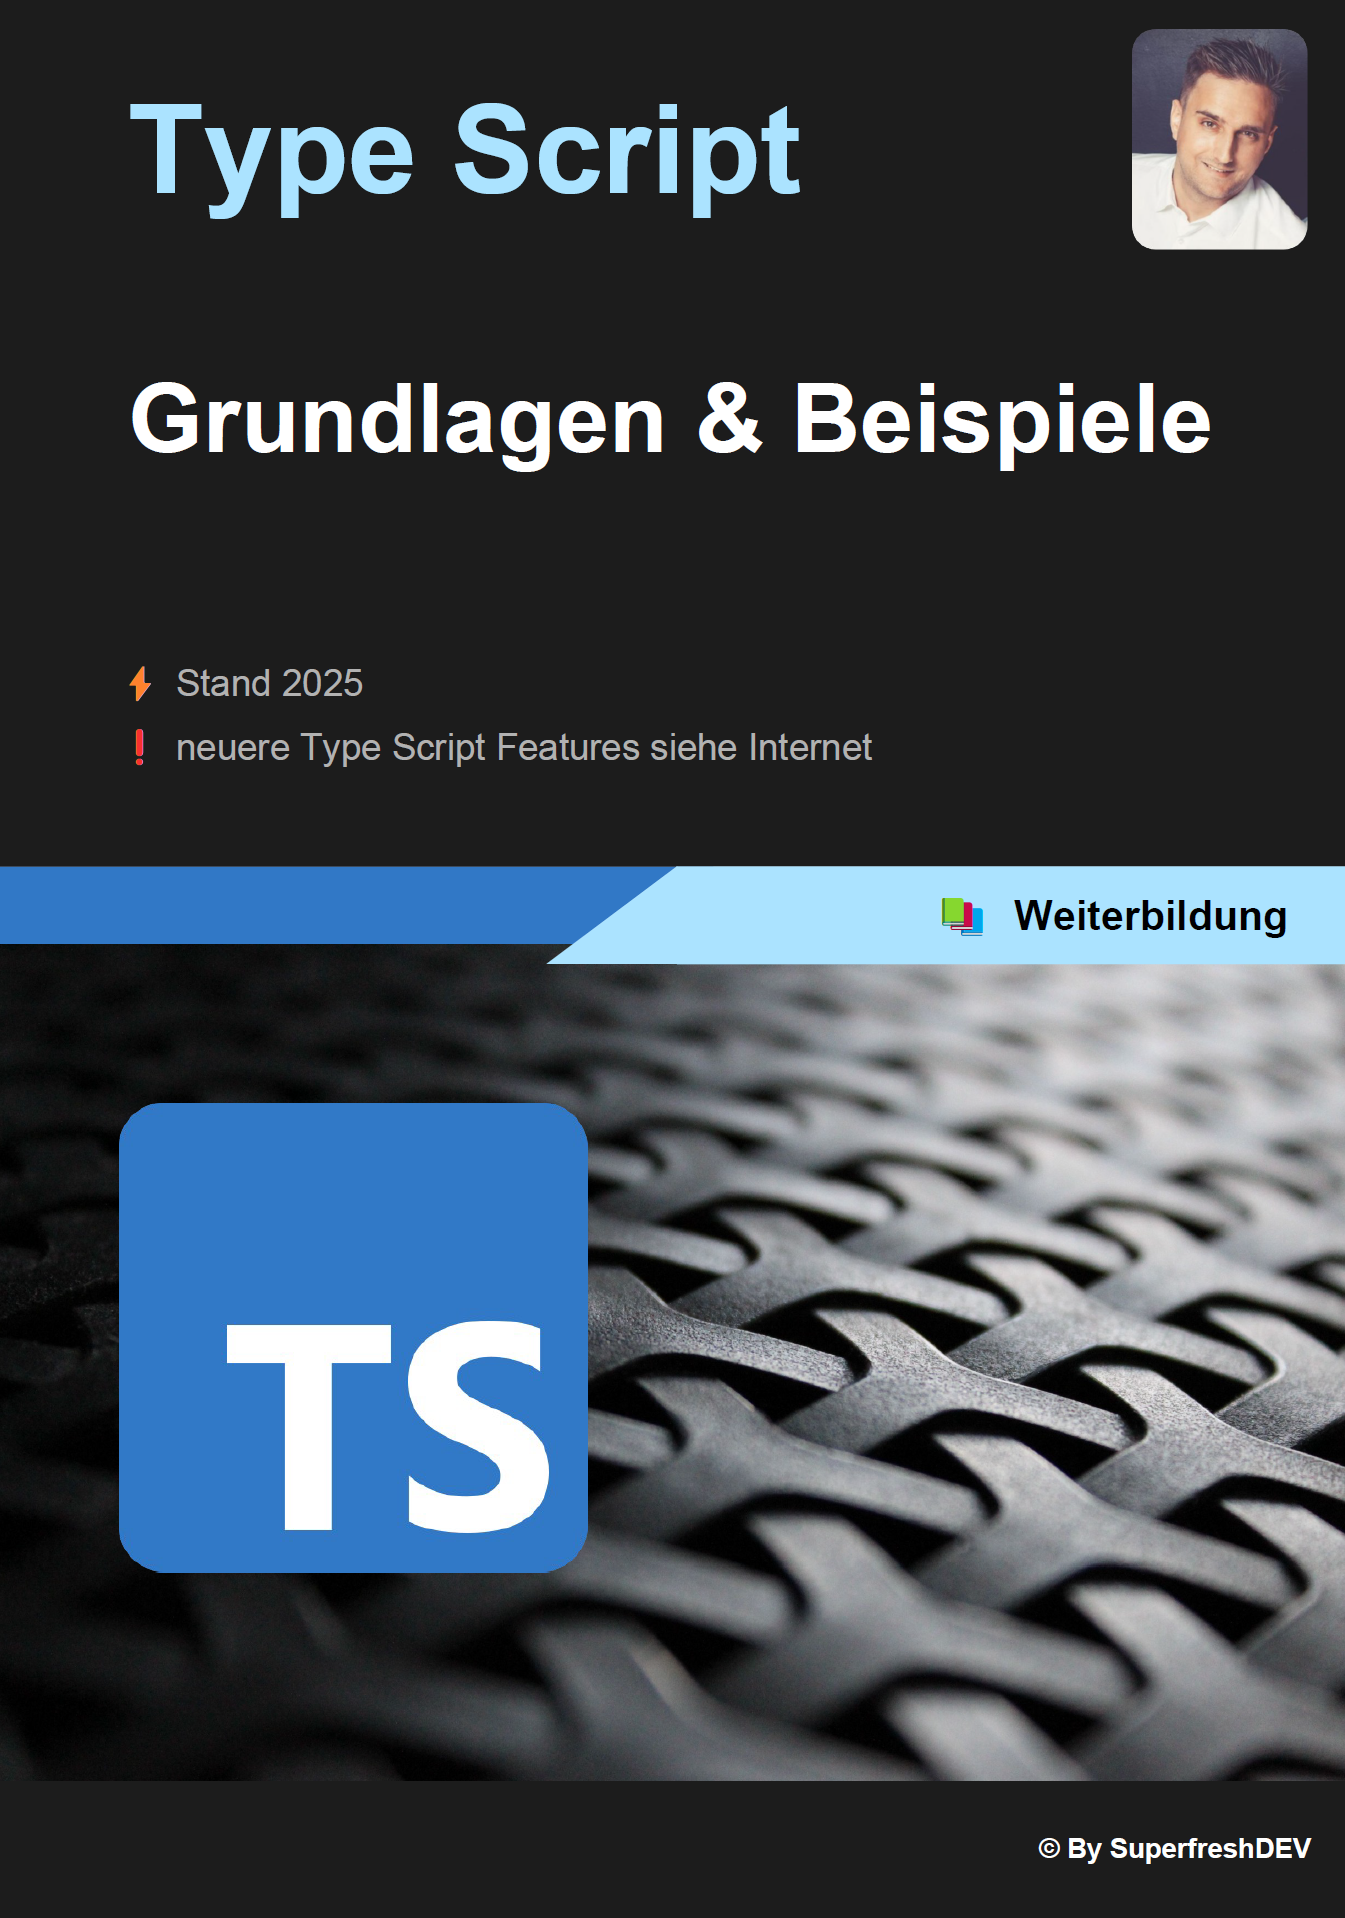 Type Script
Grundlagen & Beispiele
Stand 2025
neuere Type Script Features siehe Internet
Weiterbildung
TS
© By SuperfreshDEV